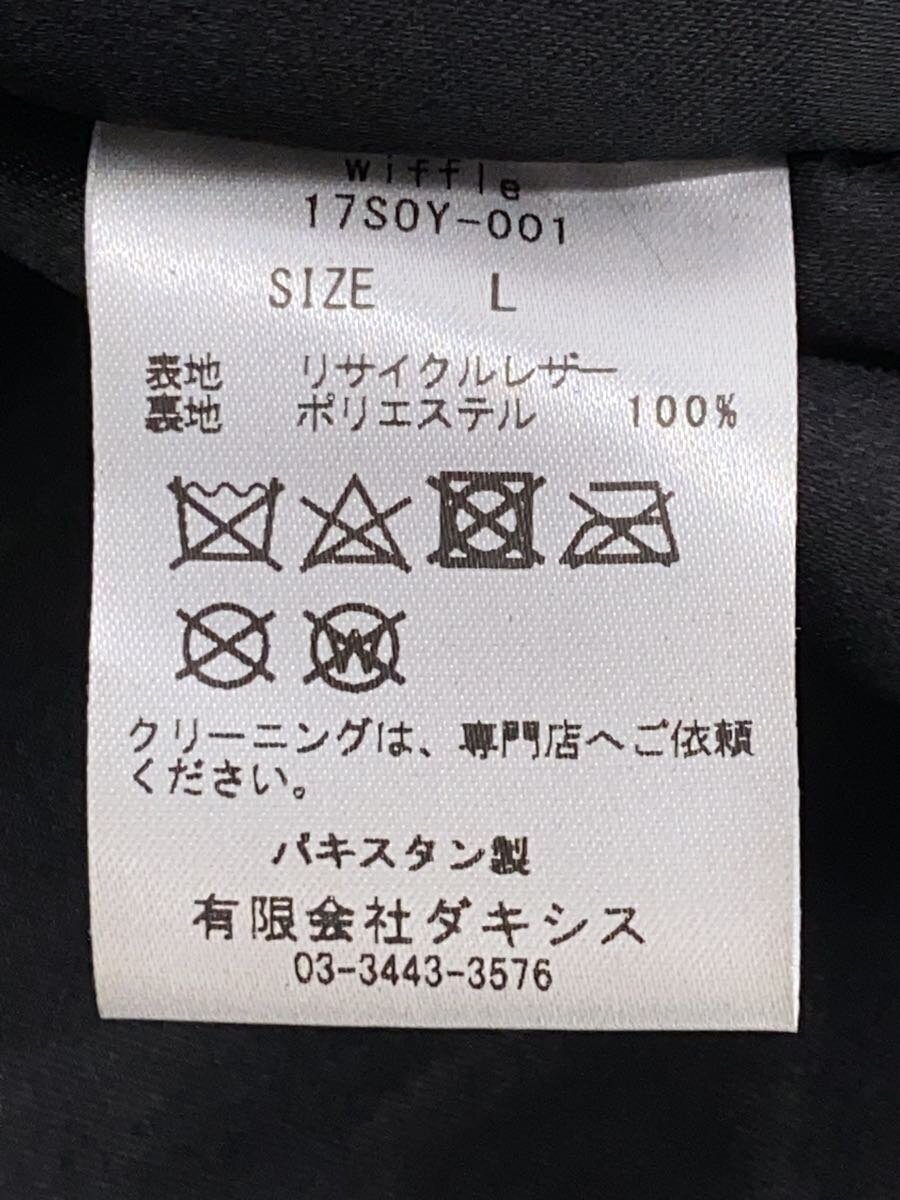 wiffle
17SOY-001
SIZE L
表地 リサイクルレザー
裏地 ポリエステル 100%
クリーニングは、専門店へご依頼
ください。
パキスタン製
有限会社ダキシス
03-3443-3576